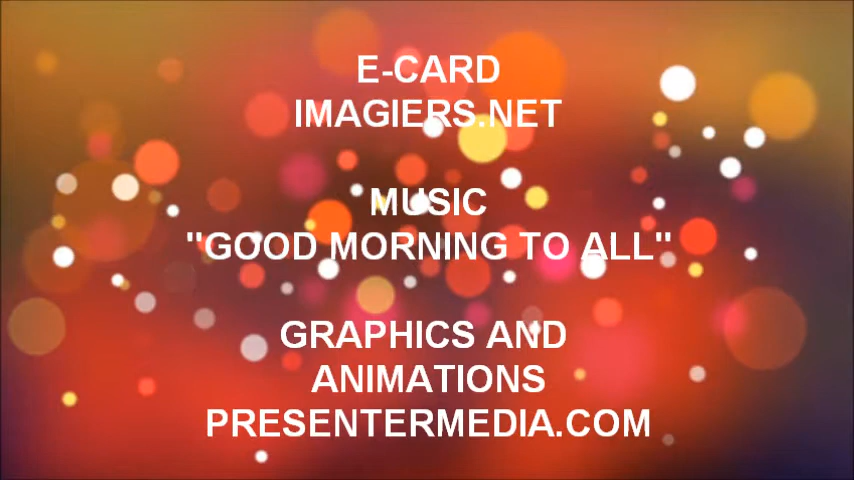 E-CARD
IMAGIERS.NET
MUSIC
"GOOD MORNING TO ALL"
GRAPHICS AND
ANIMATIONS
PRESENTERMEDIA.COM